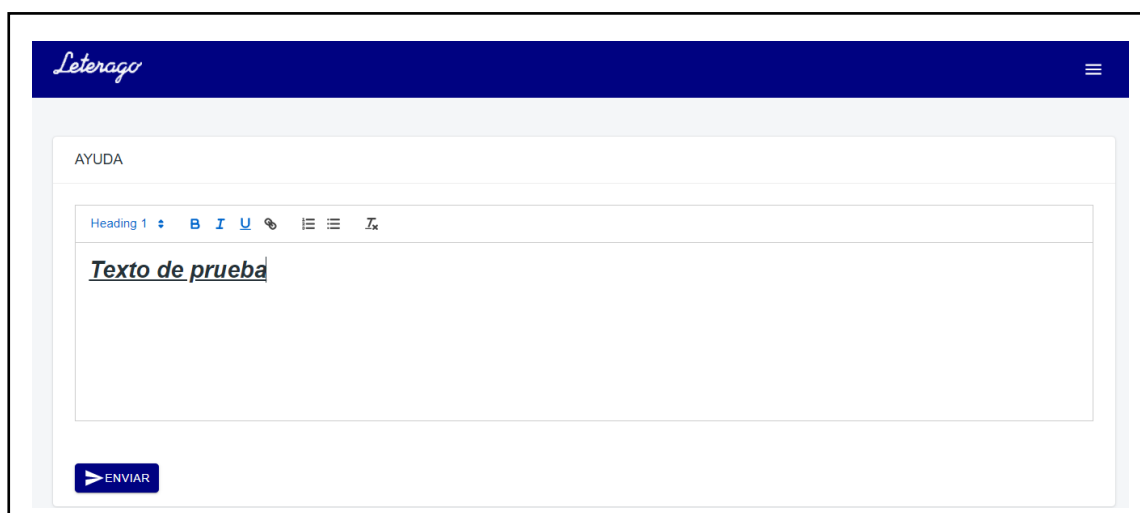 Leterago
AYUDA
Heading 1 B I U
Texto de prueba
ENVIAR